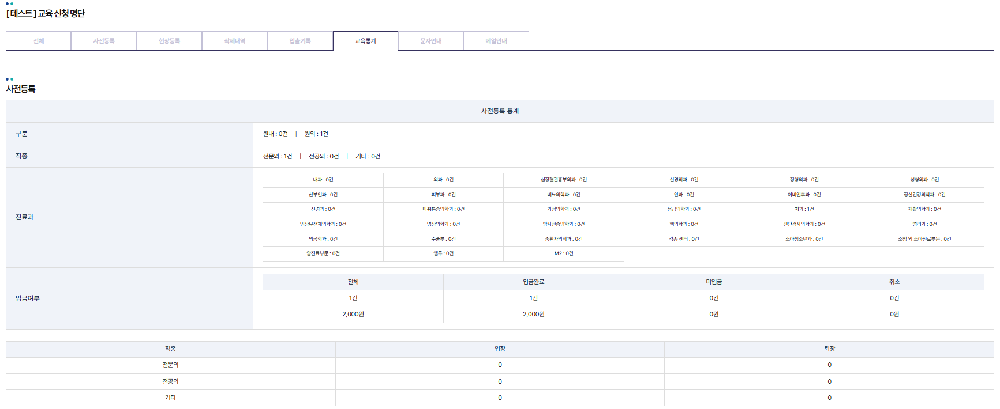 [테스트] 교육 신청 명단
전체 사전등록 현장등록 삭제내역 입출기록 교육통계 문자안내 메일안내
사전등록
사전등록 통계
구분 원내 : 0건 | 원외 : 1건
직종 전문의 : 1건 | 전공의 : 0건 | 기타 : 0건
진료과
내과 : 0건 외과 : 0건 심장혈관흉부외과 : 0건 신경외과 : 0건 정형외과 : 0건 성형외과 : 0건
산부인과 : 0건 피부과 : 0건 비뇨의학과 : 0건 안과 : 0건 이비인후과 : 0건 정신건강의학과 : 0건
신경과 : 0건 마취통증의학과 : 0건 가정의학과 : 0건 응급의학과 : 0건 치과 : 1건 재활의학과 : 0건
임상유전체의학과 : 0건 영상의학과 : 0건 방사선종양학과 : 0건 핵의학과 : 0건 진단검사의학과 : 0건 병리과 : 0건
의공학과 : 0건 수술부 : 0건 중환자의학과 : 0건 각종 센터 : 0건 소아청소년과 : 0건 소청 외 소아진료부문 : 0건
암진료부문 : 0건 엠투 : 0건 M2 : 0건
입금여부
전체 입금완료 미입금 취소
1건 1건 0건 0건
2,000원 2,000원 0원 0원
직종 입장 퇴장
전문의 0 0
전공의 0 0
기타 0 0